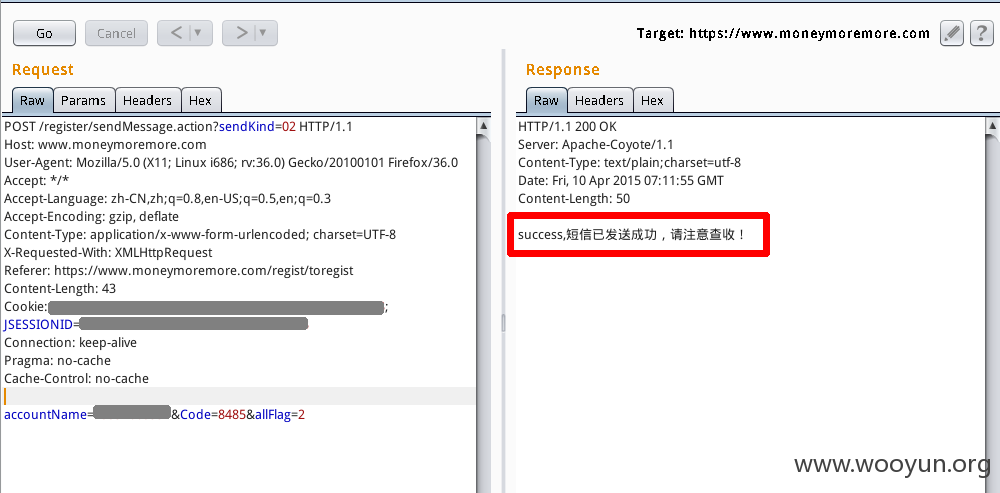 Go
Cancel
<
>
Target: https://www.moneymoremore.com
?
Request
Raw
Params
Headers
Hex
POST /register/sendMessage.action?sendKind=02 HTTP/1.1
Host: www.moneymoremore.com
User-Agent: Mozilla/5.0 (X11; Linux i686; rv:36.0) Gecko/20100101 Firefox/36.0
Accept: */*
Accept-Language: zh-CN,zh;q=0.8,en-US;q=0.5,en;q=0.3
Accept-Encoding: gzip, deflate
Content-Type: application/x-www-form-urlencoded; charset=UTF-8
X-Requested-With: XMLHttpRequest
Referer: https://www.moneymoremore.com/regist/toregist
Content-Length: 43
Cookie: ;
JSESSIONID=
Connection: keep-alive
Pragma: no-cache
Cache-Control: no-cache
accountName= &Code=8485&allFlag=2
Response
Raw
Headers
Hex
HTTP/1.1 200 OK
Server: Apache-Coyote/1.1
Content-Type: text/plain;charset=utf-8
Date: Fri, 10 Apr 2015 07:11:55 GMT
Content-Length: 50
success,短信已发送成功，请注意查收！
www.wooyun.org